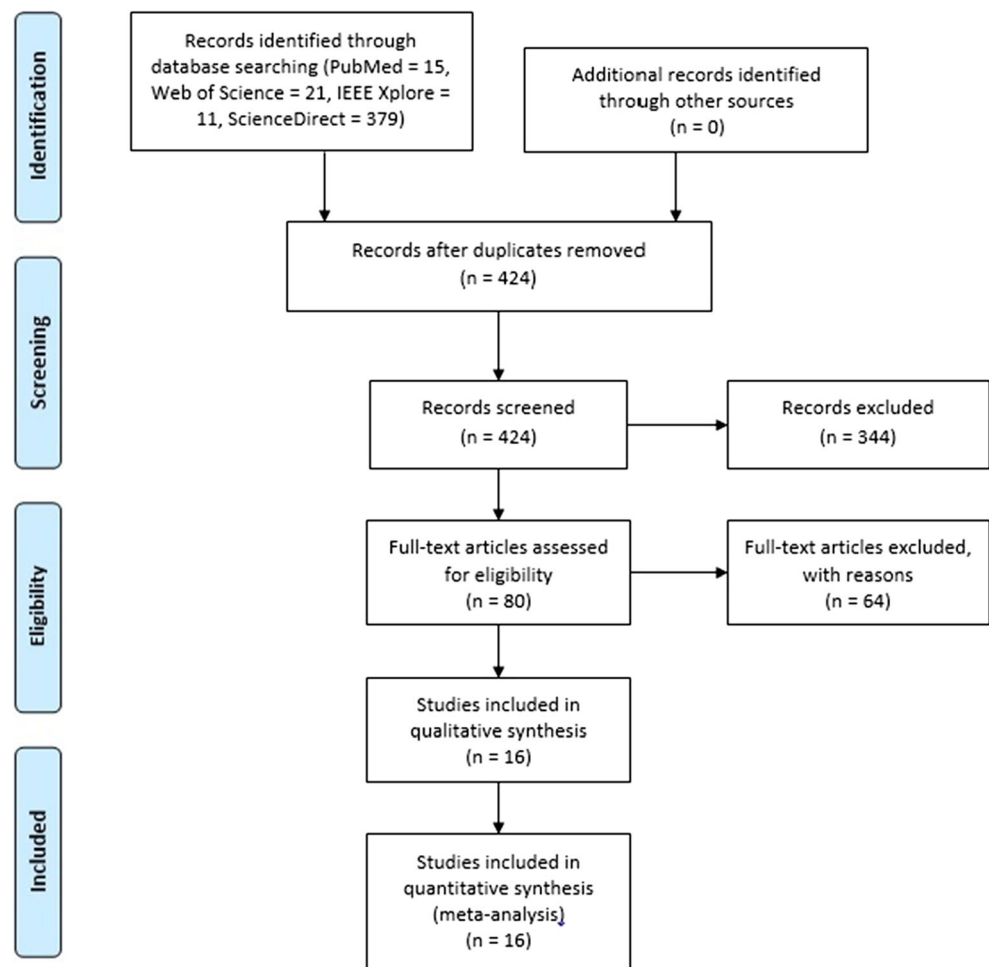 Identification
Records identified through
database searching (PubMed = 15,
Web of Science = 21, IEEE Xplore =
11, ScienceDirect = 379)
Additional records identified
through other sources
(n = 0)
Records after duplicates removed
(n = 424)
Screening
Records screened
(n = 424)
Records excluded
(n = 344)
Eligibility
Full-text articles assessed
for eligibility
(n = 80)
Full-text articles excluded,
with reasons
(n = 64)
Studies included in
qualitative synthesis
(n = 16)
Included
Studies included in
quantitative synthesis
(meta-analysis)
(n = 16)